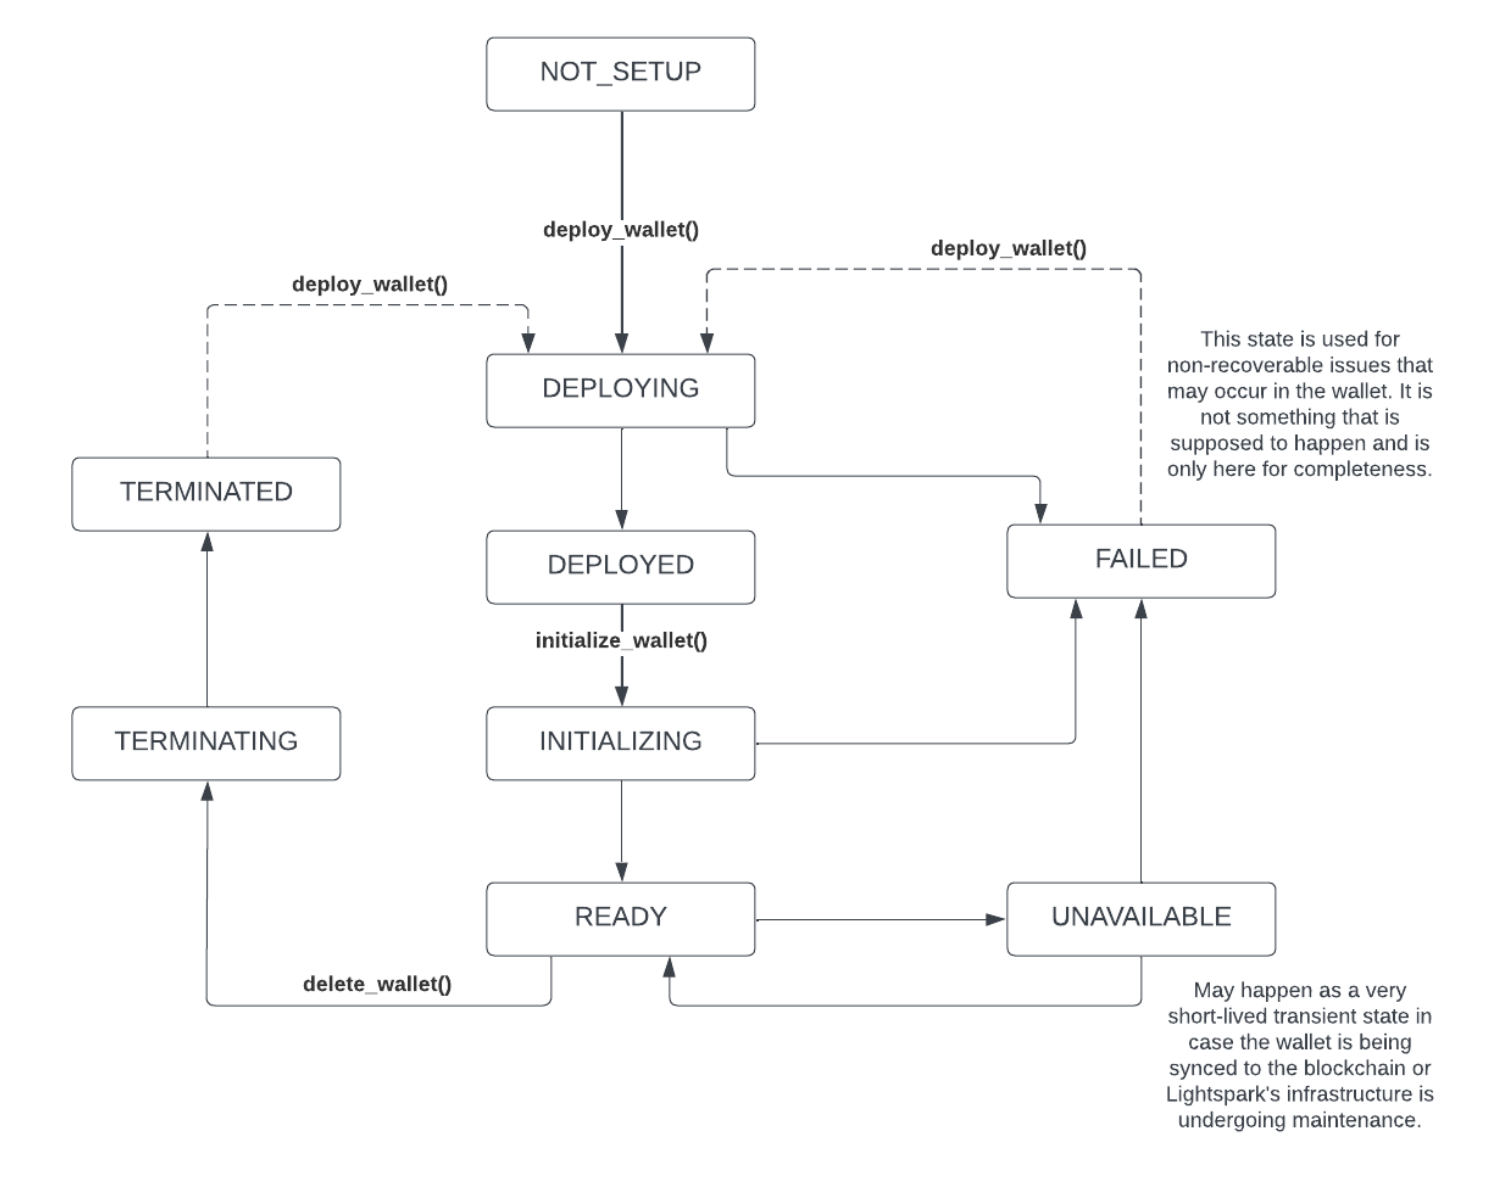 NOT_SETUP
deploy_wallet()
deploy_wallet()
deploy_wallet()
This state is used for
non-recoverable issues that
may occur in the wallet. It is
not something that is
supposed to happen and is
only here for completeness.
DEPLOYING
TERMINATED
DEPLOYED
FAILED
initialize_wallet()
TERMINATING
INITIALIZING
READY
UNAVAILABLE
delete_wallet()
May happen as a very
short-lived transient state in
case the wallet is being
synced to the blockchain or
Lightspark's infrastructure is
undergoing maintenance.